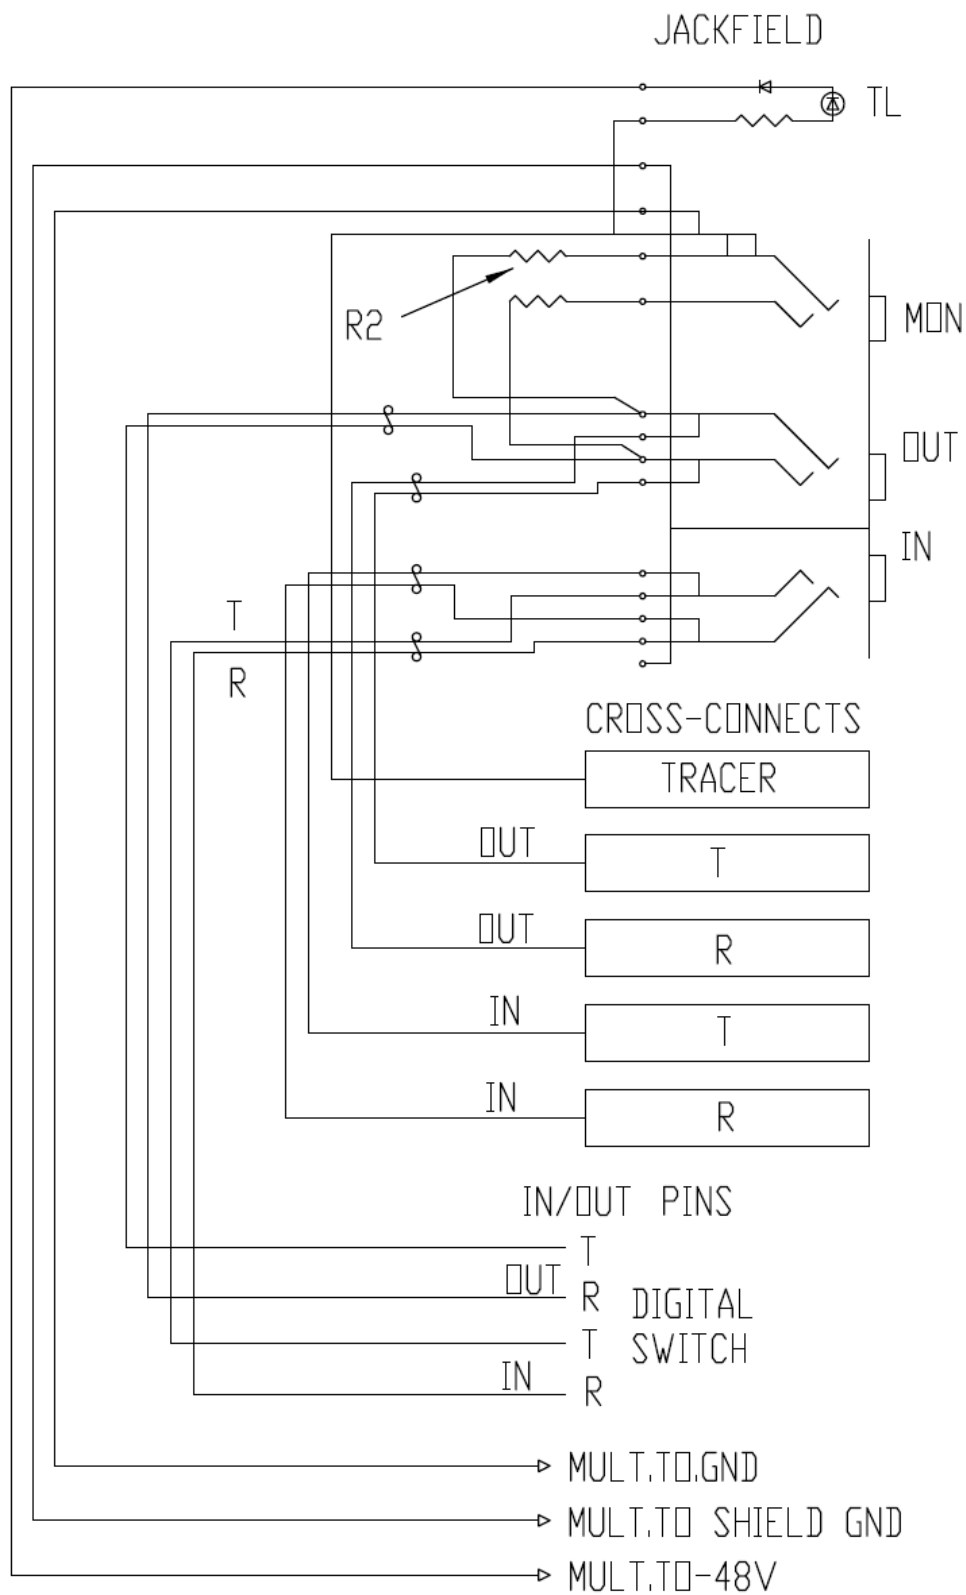 JACKFIELD
TL
R2
MON
OUT
IN
T
R
CROSS-CONNECTS
TRACER
OUT
T
OUT
R
IN
T
IN
R
IN/OUT PINS
T
OUT
R
DIGITAL
T
SWITCH
IN
R
MULT.TO.GND
MULT.TO SHIELD GND
MULT.TO-48V